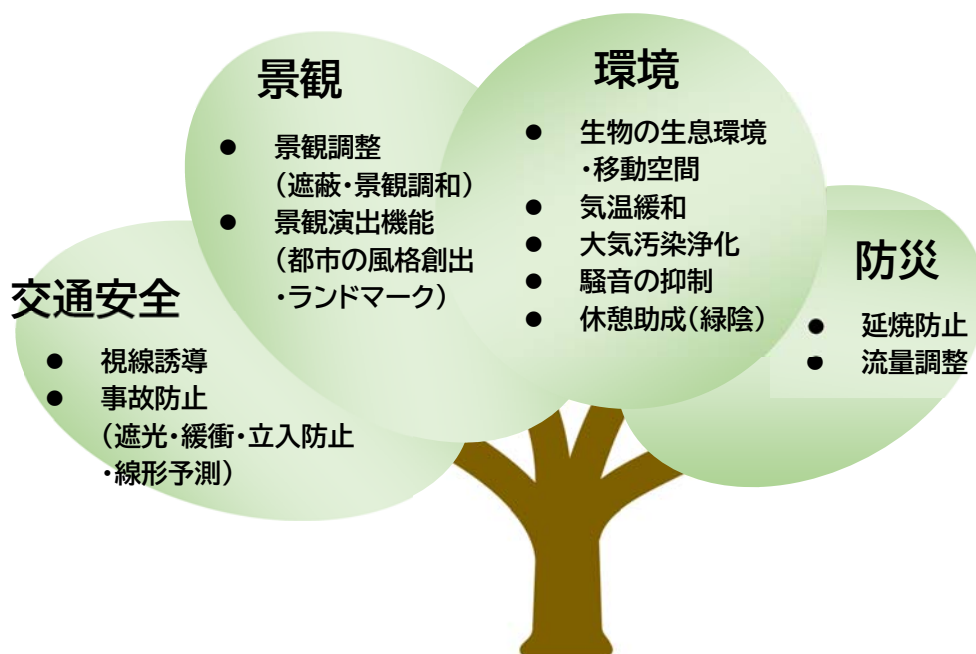 景観
● 景観調整
(遮蔽・景観調和)
● 景観演出機能
(都市の風格創出
・ランドマーク)
環境
● 生物の生息環境
・移動空間
● 気温緩和
● 大気汚染浄化
● 騒音の抑制
● 休憩助成(緑陰)
交通安全
● 視線誘導
● 事故防止
(遮光・緩衝・立入防止
・線形予測)
防災
● 延焼防止
● 流量調整